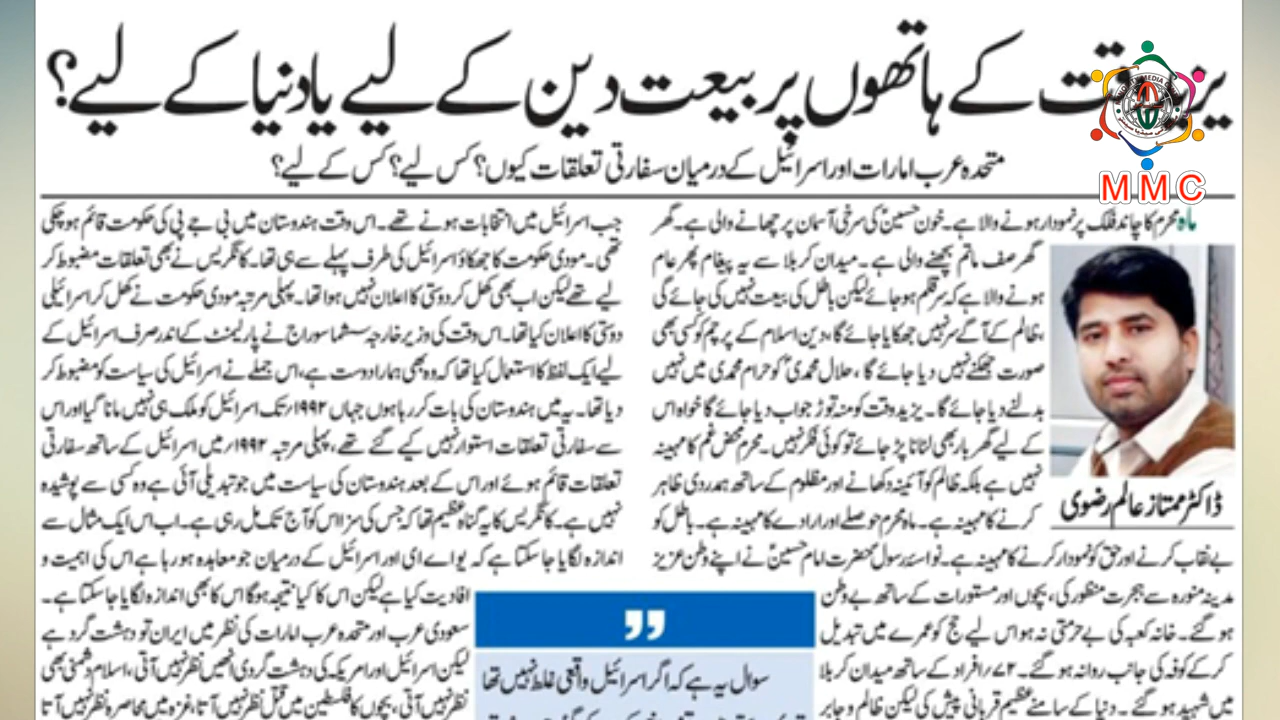 یزیدیت کے ہاتھوں پر بیعت دین کے لیے یا دنیا کے لیے؟
متحدہ عرب امارات اور اسرائیل کے درمیان سفارتی تعلقات کیوں؟ کس لیے؟ کس کے لیے؟
MMC
ماہ محرم کا چاند فلک پر نمودار ہونے والا ہے۔ خون حسینؑ کی سرخی آسمان پر چھانے والی ہے۔ گھر
گھر صف ماتم بچھنے والی ہے۔ میدان کربلا سے یہ پیغام پھر عام
ہونے والا ہے کہ سر قلم ہو جائے لیکن باطل کی بیعت نہیں کی جائے گی
،ظالم کے آگے سر نہیں جھکایا جائے گا، دین اسلام کے پرچم کو کسی بھی
صورت جھکنے نہیں دیا جائے گا، حلال محمدیؐ کو حرام محمدی میں نہیں
بدلنے دیا جائے گا۔ یزید وقت کو منہ توڑ جواب دیا جائے گا خواہ اس
کے لیے گھر بار بھی لٹانا پڑ جائے تو کوئی فکر نہیں۔ محرم محض غم کا مہینہ
نہیں ہے بلکہ ظالم کو آئینہ دکھانے اور مظلوم کے ساتھ ہمدردی ظاہر
کرنے کا مہینہ ہے۔ ماہ محرم حوصلے اور ارادے کا مہینہ ہے۔ باطل کو
ڈاکٹر ممتاز عالم رضوی
بے نقاب کرنے اور حق کو نمودار کرنے کا مہینہ ہے۔ نواسۂ رسول حضرت امام حسینؑ نے اپنے وطن عزیز
مدینہ منورہ سے ہجرت منظور کی، بچوں اور مستورات کے ساتھ بے وطن
ہو گئے۔ خانہ کعبہ کی بے حرمتی نہ ہو اس لیے حج کو عمرے میں تبدیل
کر کے کوفہ کی جانب روانہ ہو گئے۔ ۷۲؍ افراد کے ساتھ میدان کربلا
میں شہید ہو گئے۔ دنیا کے سامنے عظیم قربانی پیش کی لیکن ظالم و جابر
جب اسرائیل میں انتخابات ہونے تھے۔ اس وقت ہندوستان میں بی جے پی کی حکومت قائم ہو چکی
تھی۔ مودی حکومت کا جھکاؤ اسرائیل کی طرف پہلے سے ہی تھا۔ کانگریس نے بھی تعلقات مضبوط کر
لیے تھے لیکن اب بھی کھل کر دوستی کا اعلان نہیں ہوا تھا۔ پہلی مرتبہ مودی حکومت نے کھل کر اسرائیلی
دوستی کا اعلان کیا تھا۔ اس وقت کی وزیر خارجہ سشما سوراج نے پارلیمنٹ کے اندر صرف اسرائیل کے
لیے ایک لفظ کا استعمال کیا تھا کہ وہ بھی ہمارا دوست ہے، اس جملے نے اسرائیل کی سیاست کو مضبوط کر
دیا تھا۔ یہ میں ہندوستان کی بات کر رہا ہوں جہاں ۱۹۹۲؍ تک اسرائیل کو ملک ہی نہیں مانا گیا اور اس
سے سفارتی تعلقات استوار نہیں کیے گئے تھے، پہلی مرتبہ ۱۹۹۲؍ میں اسرائیل کے ساتھ سفارتی
تعلقات قائم ہوئے اور اس کے بعد ہندوستان کی سیاست میں جو تبدیلی آئی ہے وہ کسی سے پوشیدہ
نہیں ہے۔ کانگریس کا یہ گناہ عظیم تھا کہ جس کی سزا اس کو آج تک مل رہی ہے۔ اب اس ایک مثال سے
اندازہ لگایا جا سکتا ہے کہ یو اے ای اور اسرائیل کے درمیان جو معاہدہ ہو رہا ہے اس کی اہمیت و
افادیت کیا ہے لیکن اس کا کیا نتیجہ ہوگا اس کا بھی اندازہ لگایا جا سکتا ہے۔
سعودی عرب اور متحدہ عرب امارات کی نظر میں ایران تو دہشت گرد ہے
لیکن اسرائیل اور امریکہ کی دہشت گردی انھیں نظر نہیں آتی، اسلام دشمنی بھی
نظر نہیں آتی، بچوں کا فلسطین میں قتل نظر نہیں آتا، غزہ میں محاصرہ نظر نہیں آتا
سوال یہ ہے کہ اگر اسرائیل واقعی غلط نہیں تھا